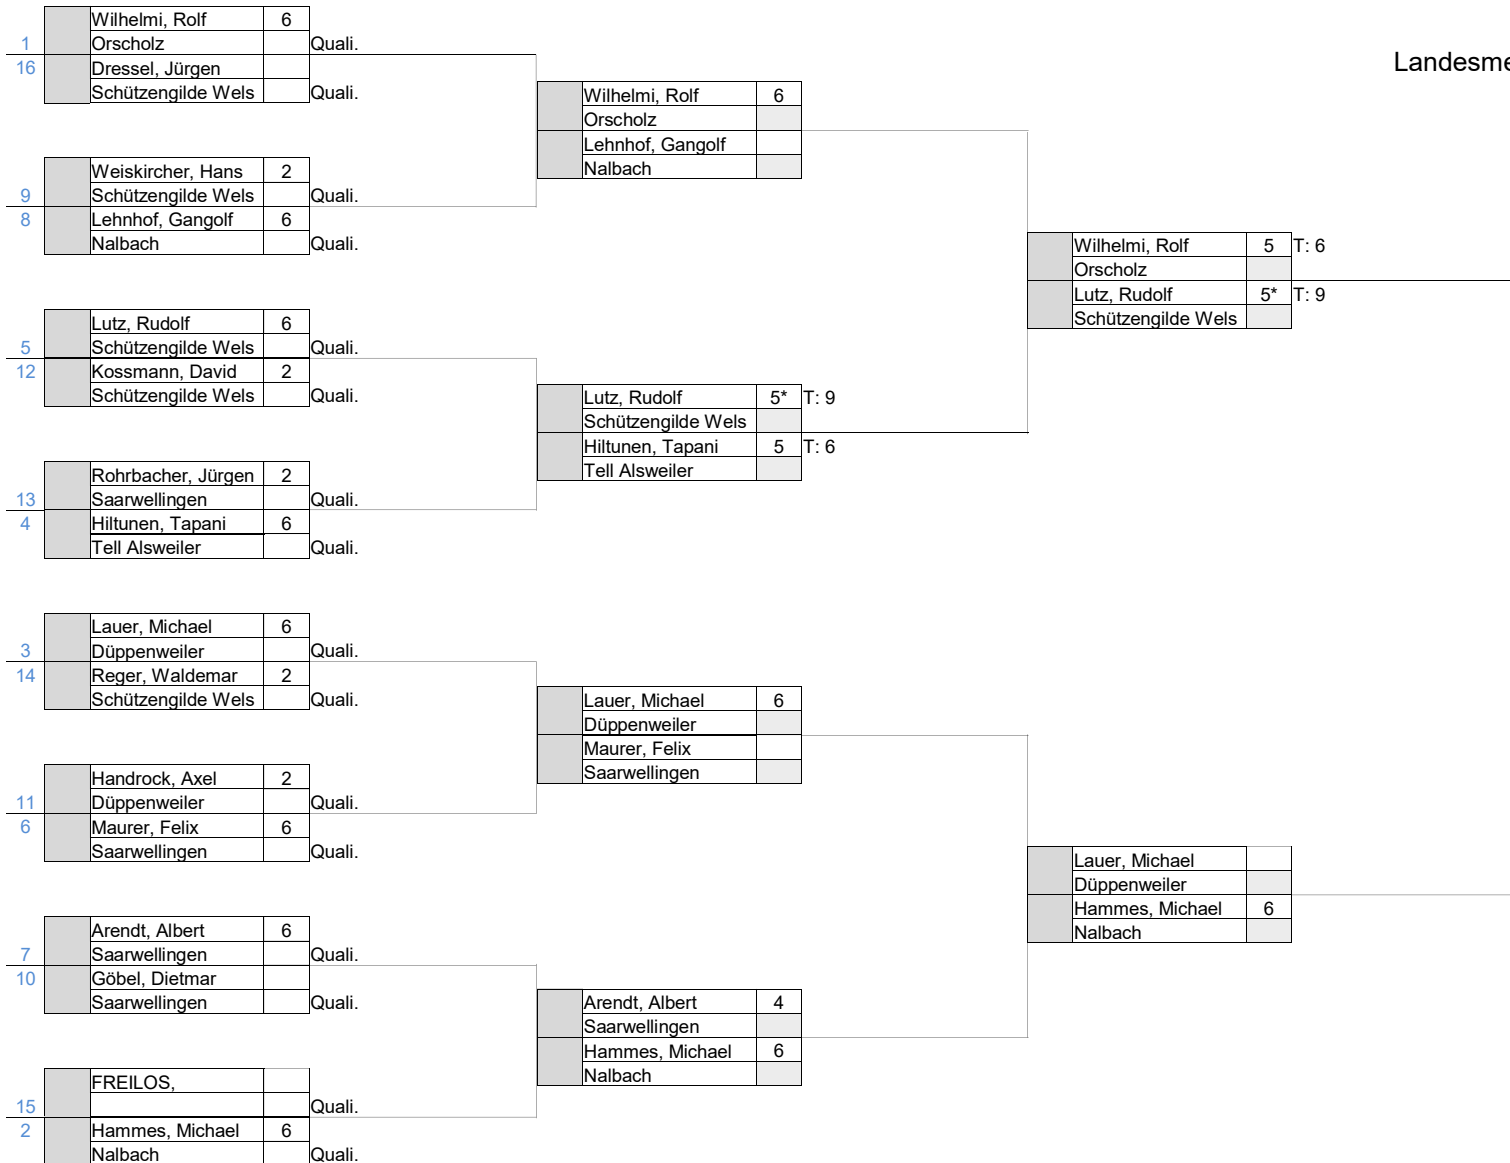 Wilhelmi, Rolf 6
1 Orscholz Quali.
16 Dressel, Jürgen
Schützengilde Wels Quali.
Weiskircher, Hans 2
9 Schützengilde Wels Quali.
8 Lehnhof, Gangolf 6
Nalbach Quali.
Lutz, Rudolf 6
5 Schützengilde Wels Quali.
12 Kossmann, David 2
Schützengilde Wels Quali.
Rohrbacher, Jürgen 2
13 Saarwellingen Quali.
4 Hiltunen, Tapani 6
Tell Alsweiler Quali.
Lauer, Michael 6
3 Düppenweiler Quali.
14 Reger, Waldemar 2
Schützengilde Wels Quali.
Handrock, Axel 2
11 Düppenweiler Quali.
6 Maurer, Felix 6
Saarwellingen Quali.
Arendt, Albert 6
7 Saarwellingen Quali.
10 Göbel, Dietmar
Saarwellingen Quali.
FREILOS,
15 Quali.
2 Hammes, Michael 6
Nalbach Quali.
Wilhelmi, Rolf 6
Orscholz
Lehnhof, Gangolf
Nalbach
Lutz, Rudolf 5* T: 9
Schützengilde Wels
Hiltunen, Tapani 5 T: 6
Tell Alsweiler
Lauer, Michael 6
Düppenweiler
Maurer, Felix
Saarwellingen
Arendt, Albert 4
Saarwellingen
Hammes, Michael 6
Nalbach
Wilhelmi, Rolf 5 T: 6
Orscholz
Lutz, Rudolf 5* T: 9
Schützengilde Wels
Lauer, Michael
Düppenweiler
Hammes, Michael 6
Nalbach
Landesme